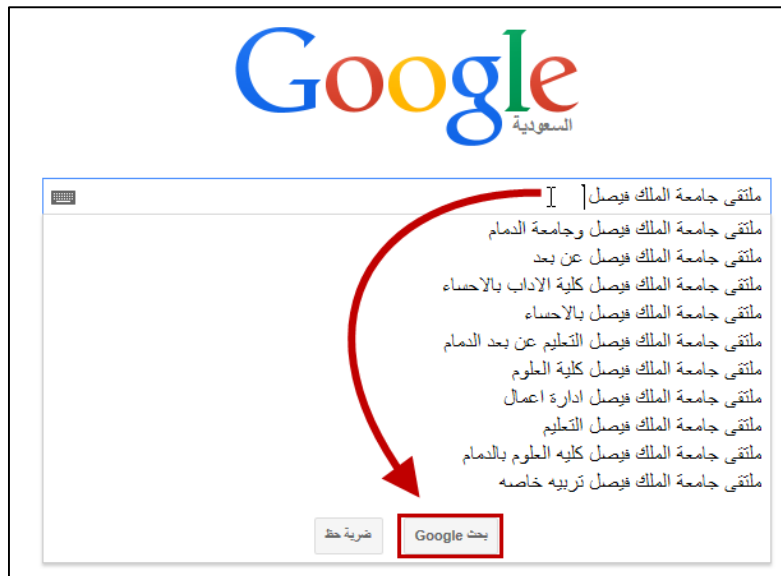 Google
السعودية
ملتقى جامعة الملك فيصل
ملتقى جامعة الملك فيصل وجامعة الدمام
ملتقى جامعة الملك فيصل عن بعد
ملتقى جامعة الملك فيصل كلية الاداب بالاحساء
ملتقى جامعة الملك فيصل بالاحساء
ملتقى جامعة الملك فيصل التعليم عن بعد الدمام
ملتقى جامعة الملك فيصل كلية العلوم
ملتقى جامعة الملك فيصل ادارة اعمال
ملتقى جامعة الملك فيصل التعليم
ملتقى جامعة الملك فيصل كليه العلوم بالدمام
ملتقى جامعة الملك فيصل تربيه خاصه
بحث Google ضربة حظ